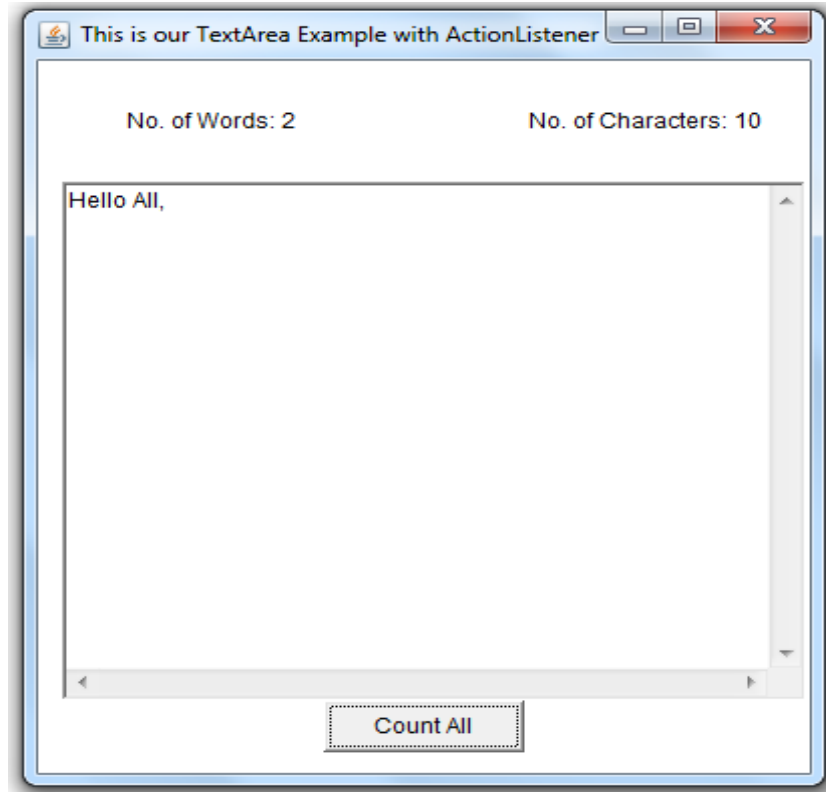 This is our TextArea Example with ActionListener
No. of Words: 2 No. of Characters: 10
Hello All,
Count All